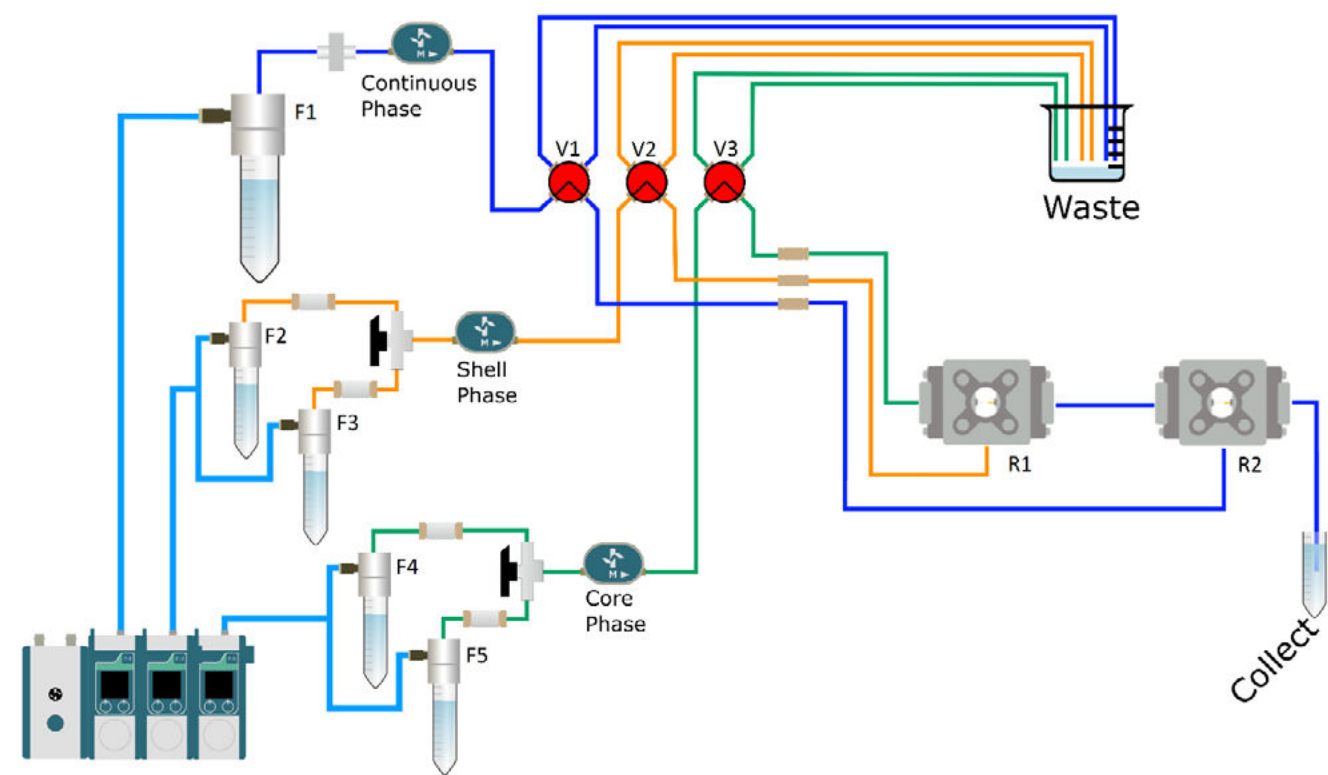 F1
Continuous
Phase
V1
V2
V3
Waste
F2
F3
Shell
Phase
R1
R2
F4
F5
Core
Phase
Collect
M
M
M